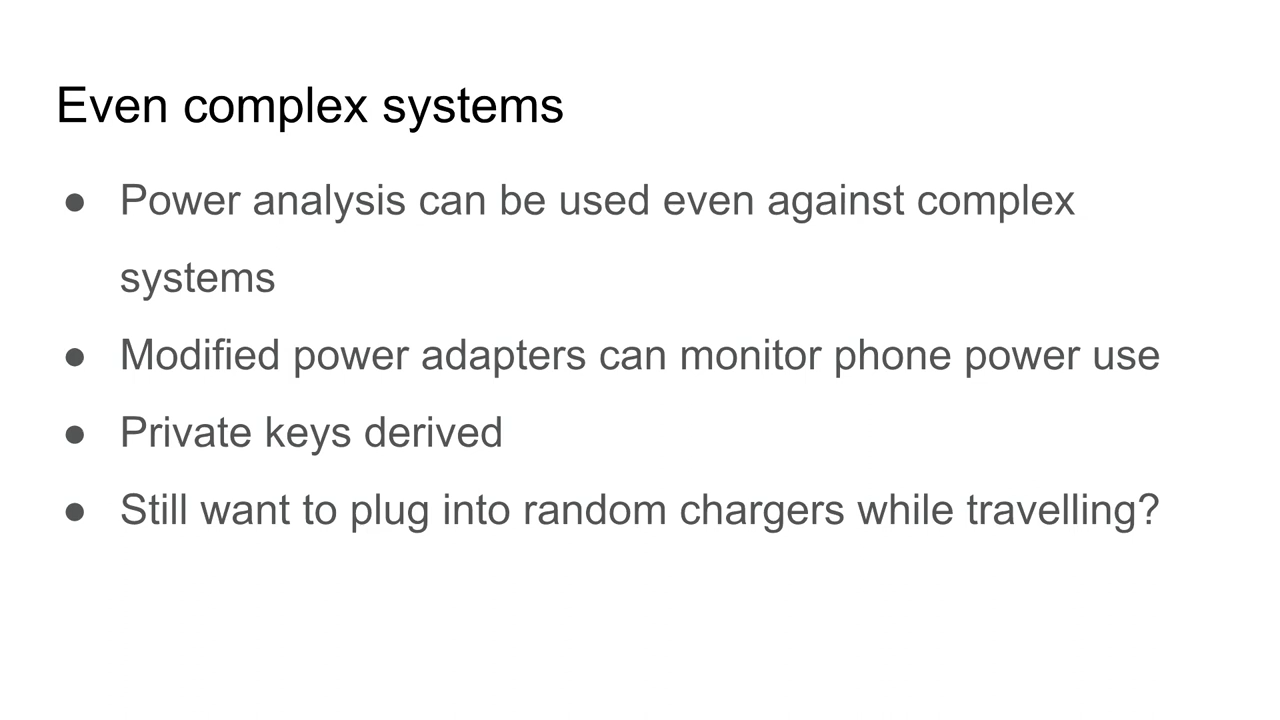 Even complex systems
● Power analysis can be used even against complex
systems
● Modified power adapters can monitor phone power use
● Private keys derived
● Still want to plug into random chargers while travelling?